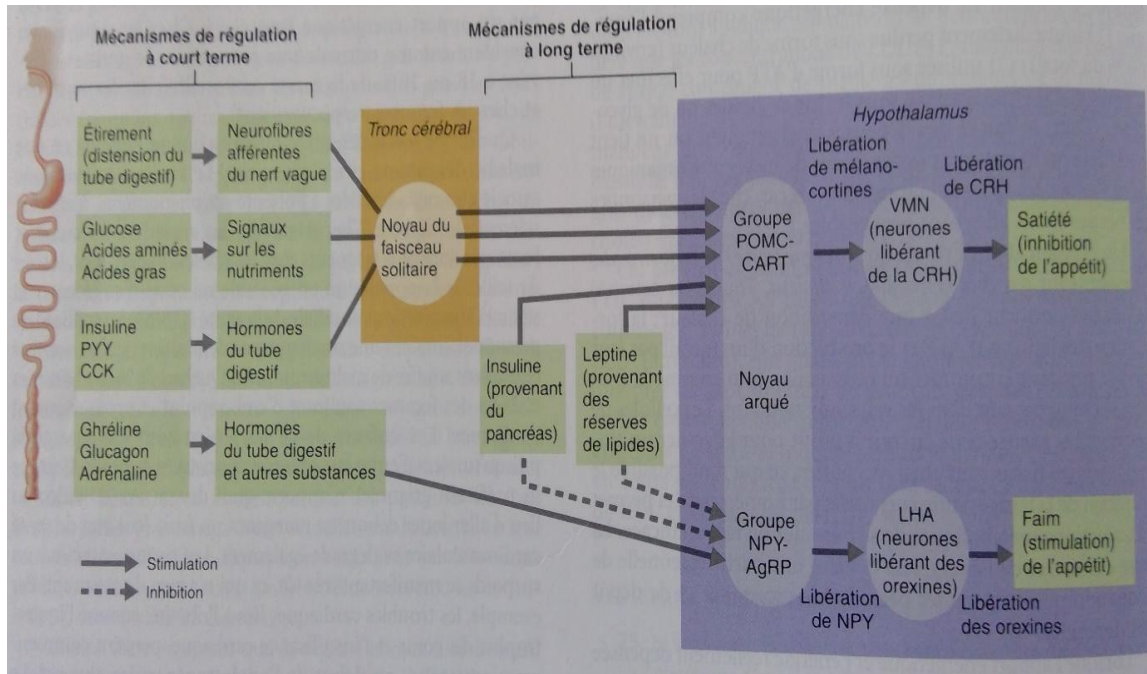 Mécanismes de régulation
à court terme
Mécanismes de régulation
à long terme
Étirement
(distension du
tube digestif)
Neurofibres
afférentes
du nerf vague
Glucose
Acides aminés
Acides gras
Signaux
sur les
nutriments
Insuline
PYY
CCK
Hormones
du tube
digestif
Ghréline
Glucagon
Adrénaline
Hormones
du tube digestif
et autres substances
Tronc cérébral
Noyau du
faisceau
solitaire
Insuline
(provenant
du
pancréas)
Leptine
(provenant
des
réserves
de lipides)
Hypothalamus
Groupe
POMC-
CART
Noyau
arqué
Groupe
NPY-
AgRP
Libération
de mélano-
cortines
VMN
(neurones
libérant
de la CRH)
Libération
de CRH
Satiété
(inhibition
de l'appétit)
Libération
de NPY
LHA
(neurones
libérant des
orexines)
Libération
des orexines
Faim
(stimulation)
de l'appétit)
Stimulation
Inhibition